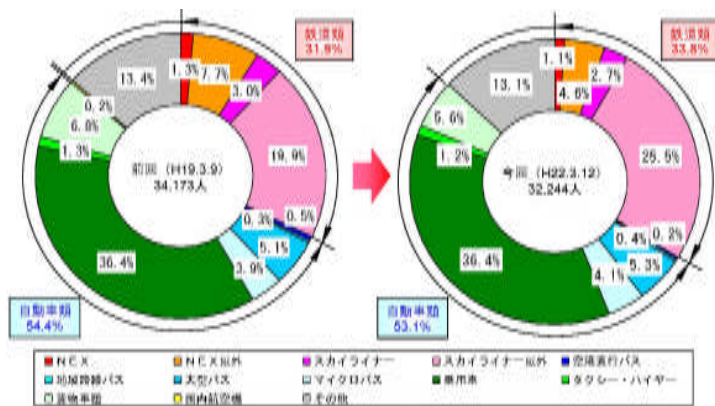 鉄道類
31.9%
鉄道類
33.8%
13.4%
1.3%
7.7%
3.0%
0.2%
6.8%
1.3%
19.9%
前回 (H19.3.9)
34,173人
0.3%
0.5%
5.1%
3.9%
36.4%
自動車類
54.4%
13.1%
1.1%
4.6%
2.7%
5.6%
1.2%
25.5%
今回 (H22.3.12)
32,244人
0.4%
0.2%
5.3%
4.1%
36.4%
自動車類
53.1%
NEX NEX以外 スカイライナー スカイライナー以外 空港直行バス
地域路線バス 大型バス マイクロバス 乗用車 タクシー・ハイヤー
貨物車類 国内航空機 その他